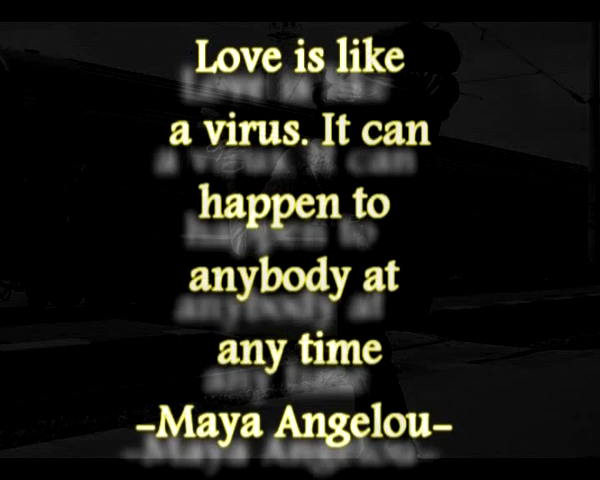 Love is like
a virus. It can
happen to
anybody at
any time
-Maya Angelou-